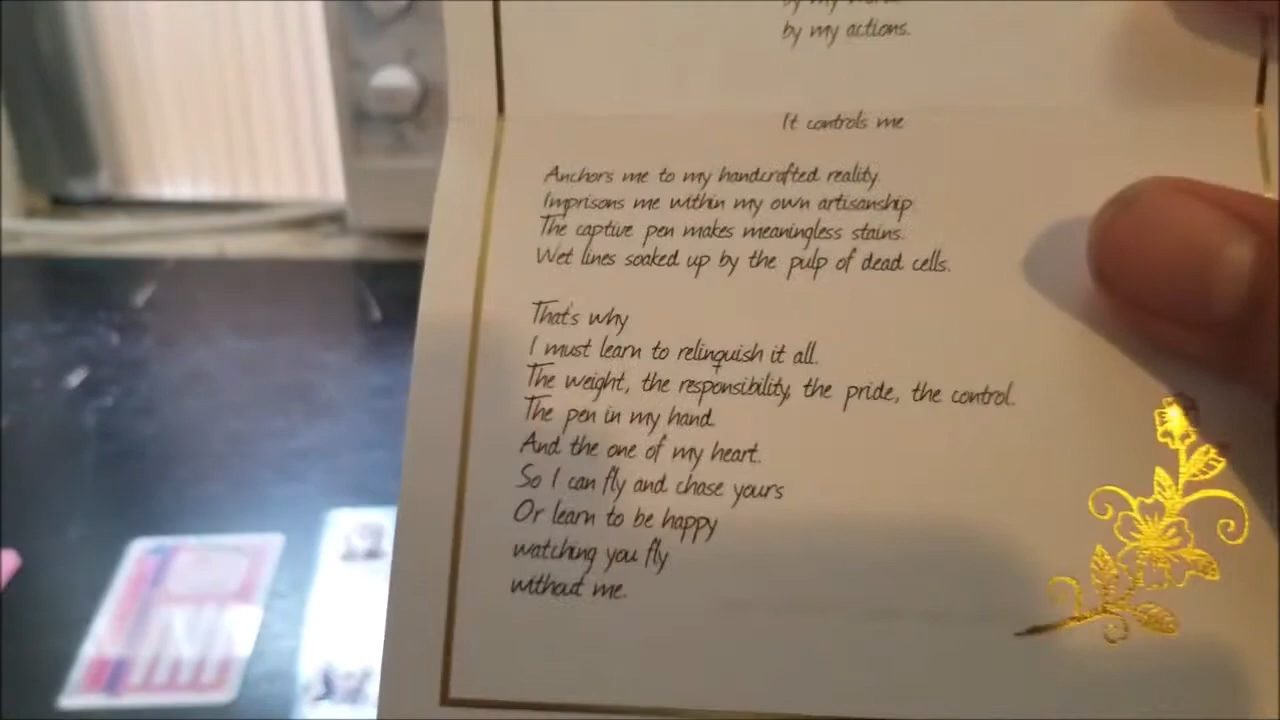 by my actions.
It controls me
Anchors me to my handcrafted reality.
Imprisons me within my own artisanship
The captive pen makes meaningless stains.
Wet lines soaked up by the pulp of dead cells.
That's why
I must learn to relinquish it all.
The weight, the responsibility, the pride, the control.
The pen in my hand.
And the one of my heart.
So I can fly and chase yours
Or learn to be happy
watching you fly
without me.